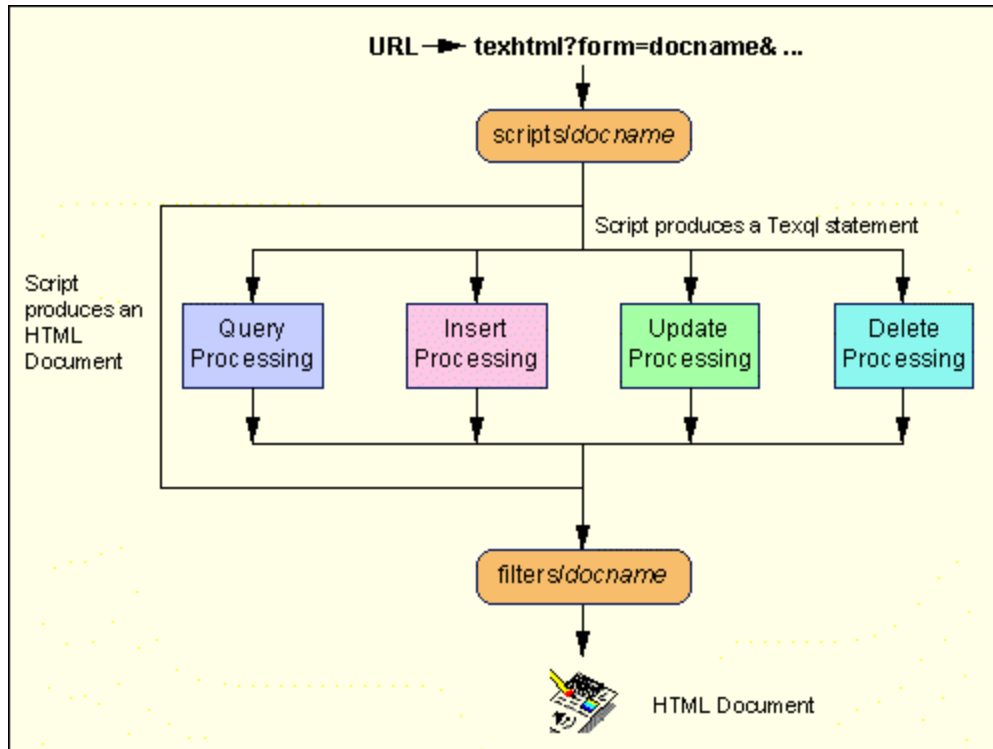 URL texhtml?form=docname& ...
scripts/docname
Script produces a Texql statement
Script
produces an
HTML
Document
Query
Processing
Insert
Processing
Update
Processing
Delete
Processing
filters/docname
HTML Document